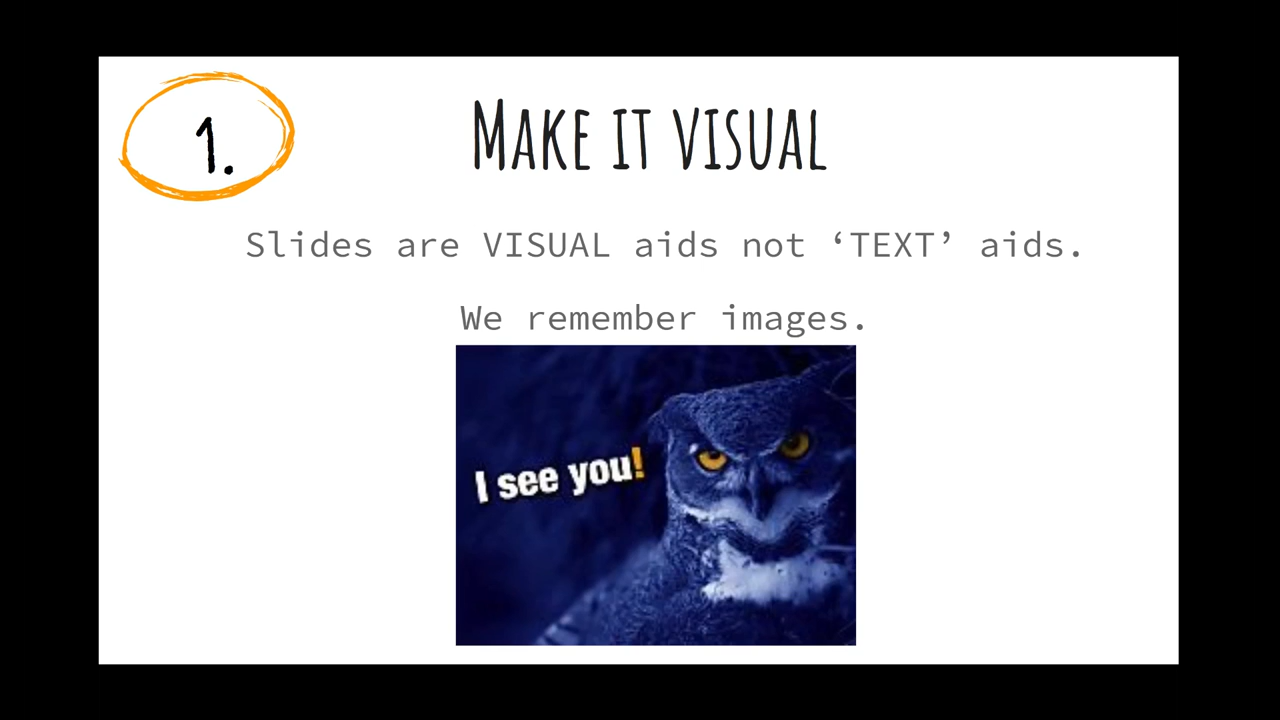 1.
MAKE IT VISUAL
Slides are VISUAL aids not ‘TEXT’ aids.
We remember images.
I see you!